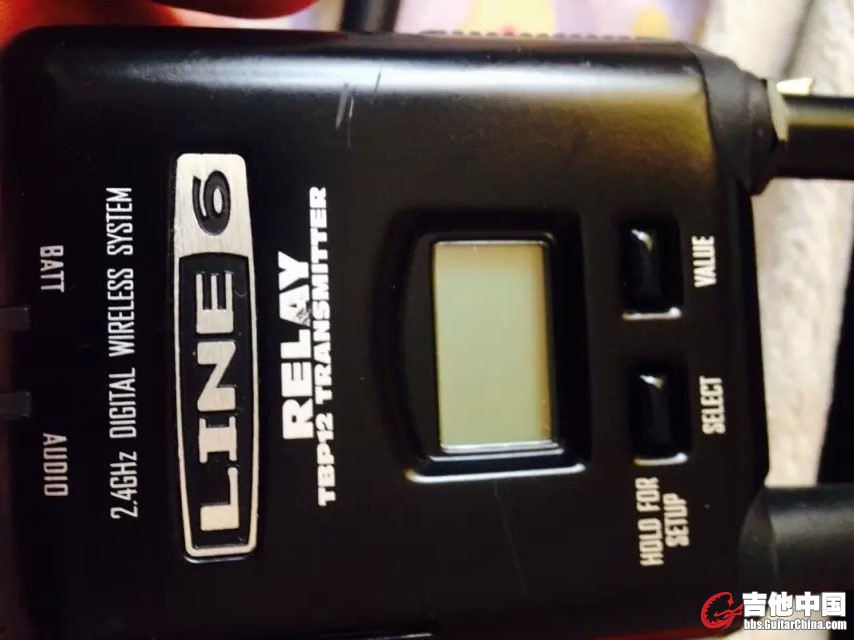 BATT
AUDIO
2.4GHz DIGITAL WIRELESS SYSTEM
LINE 6
RELAY
TBP12 TRANSMITTER
VALUE
SELECT
HOLD FOR
SETUP
吉他中国
bbs.GuitarChina.com